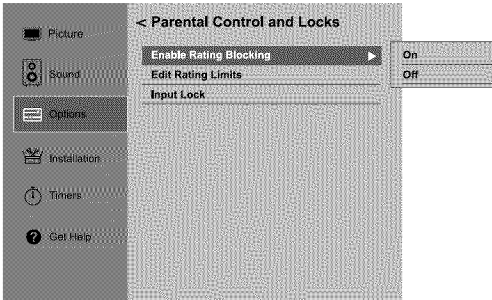 Picture
Sound
Options
Installation
Timers
Get Help
< Parental Control and Locks
Enable Rating Blocking
Edit Rating Limits
Input Lock
On
Off